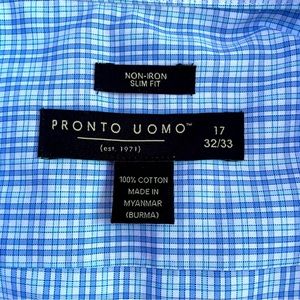 NON-IRON
SLIM FIT
PRONTO UOMO™
(est. 1971)
17
32/33
100% COTTON
MADE IN
MYANMAR
(BURMA)